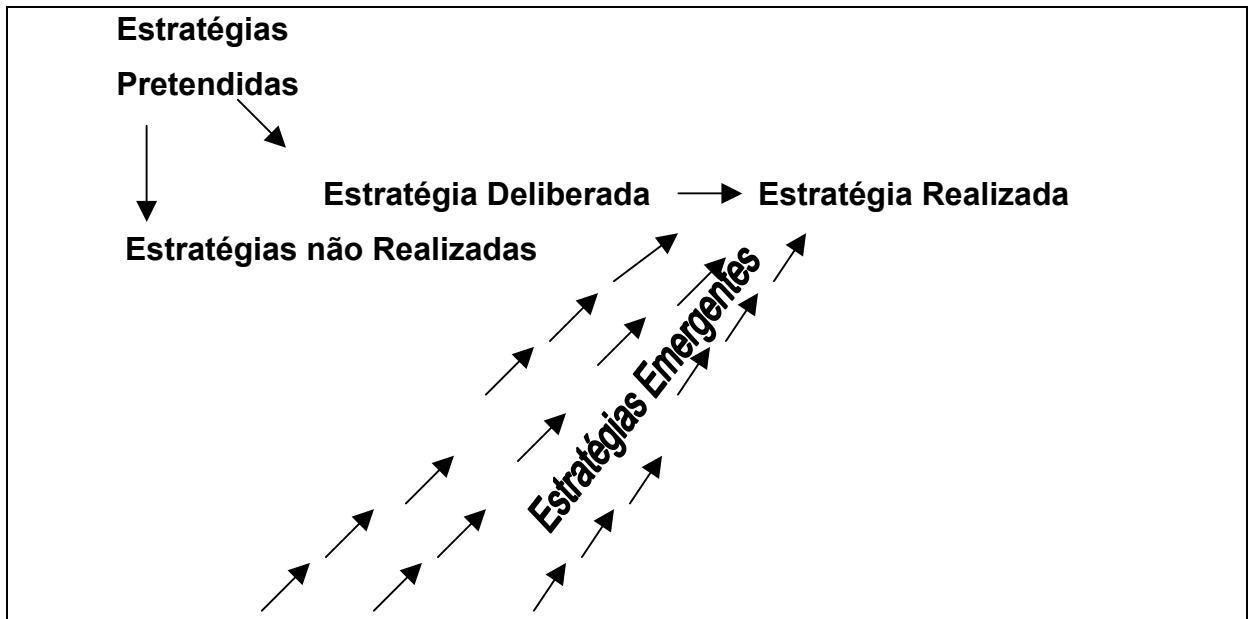 Estratégias
Pretendidas
Estratégia Deliberada
Estratégia Realizada
Estratégias não Realizadas
Estratégias Emergentes